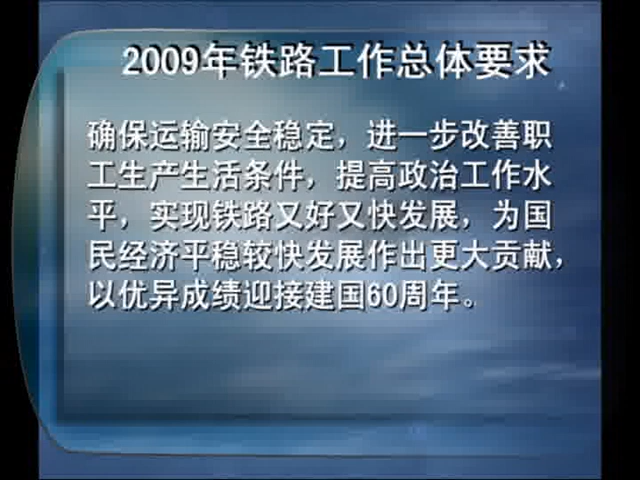 2009年铁路工作总体要求
确保运输安全稳定，进一步改善职
工生产生活条件，提高政治工作水
平，实现铁路又好又快发展，为国
民经济平稳较快发展作出更大贡献，
以优异成绩迎接建国60周年。